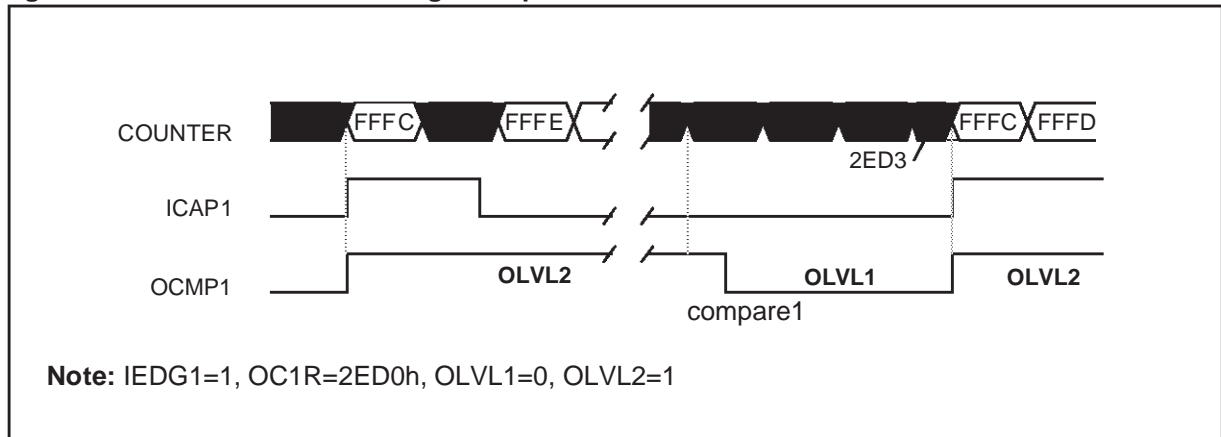 COUNTER FFFC FFFE 2ED3 FFFC FFFD
ICAP1
OCMP1 OLVL2 compare1 OLVL1 OLVL2
Note: IEDG1=1, OC1R=2ED0h, OLVL1=0, OLVL2=1